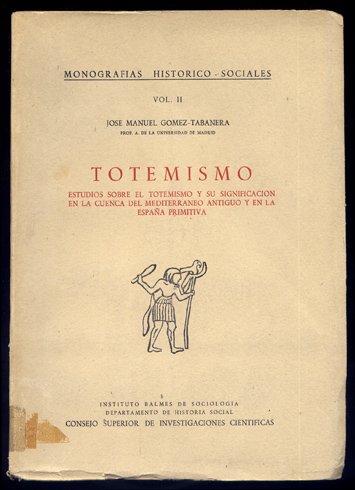 MONOGRAFIAS HISTORICO - SOCIALES
VOL. II
JOSE MANUEL GOMEZ-TABANERA
PROF. A. DE LA UNIVERSIDAD DE MADRID
TOTEMISMO
ESTUDIOS SOBRE EL TOTEMISMO Y SU SIGNIFICACION
EN LA CUENCA DEL MEDITERRANEO ANTIGUO Y EN LA
ESPAÑA PRIMITIVA
INSTITUTO BALMES DE SOCIOLOGIA
DEPARTAMENTO DE HISTORIA SOCIAL
CONSEJO SUPERIOR DE INVESTIGACIONES CIENTIFICAS